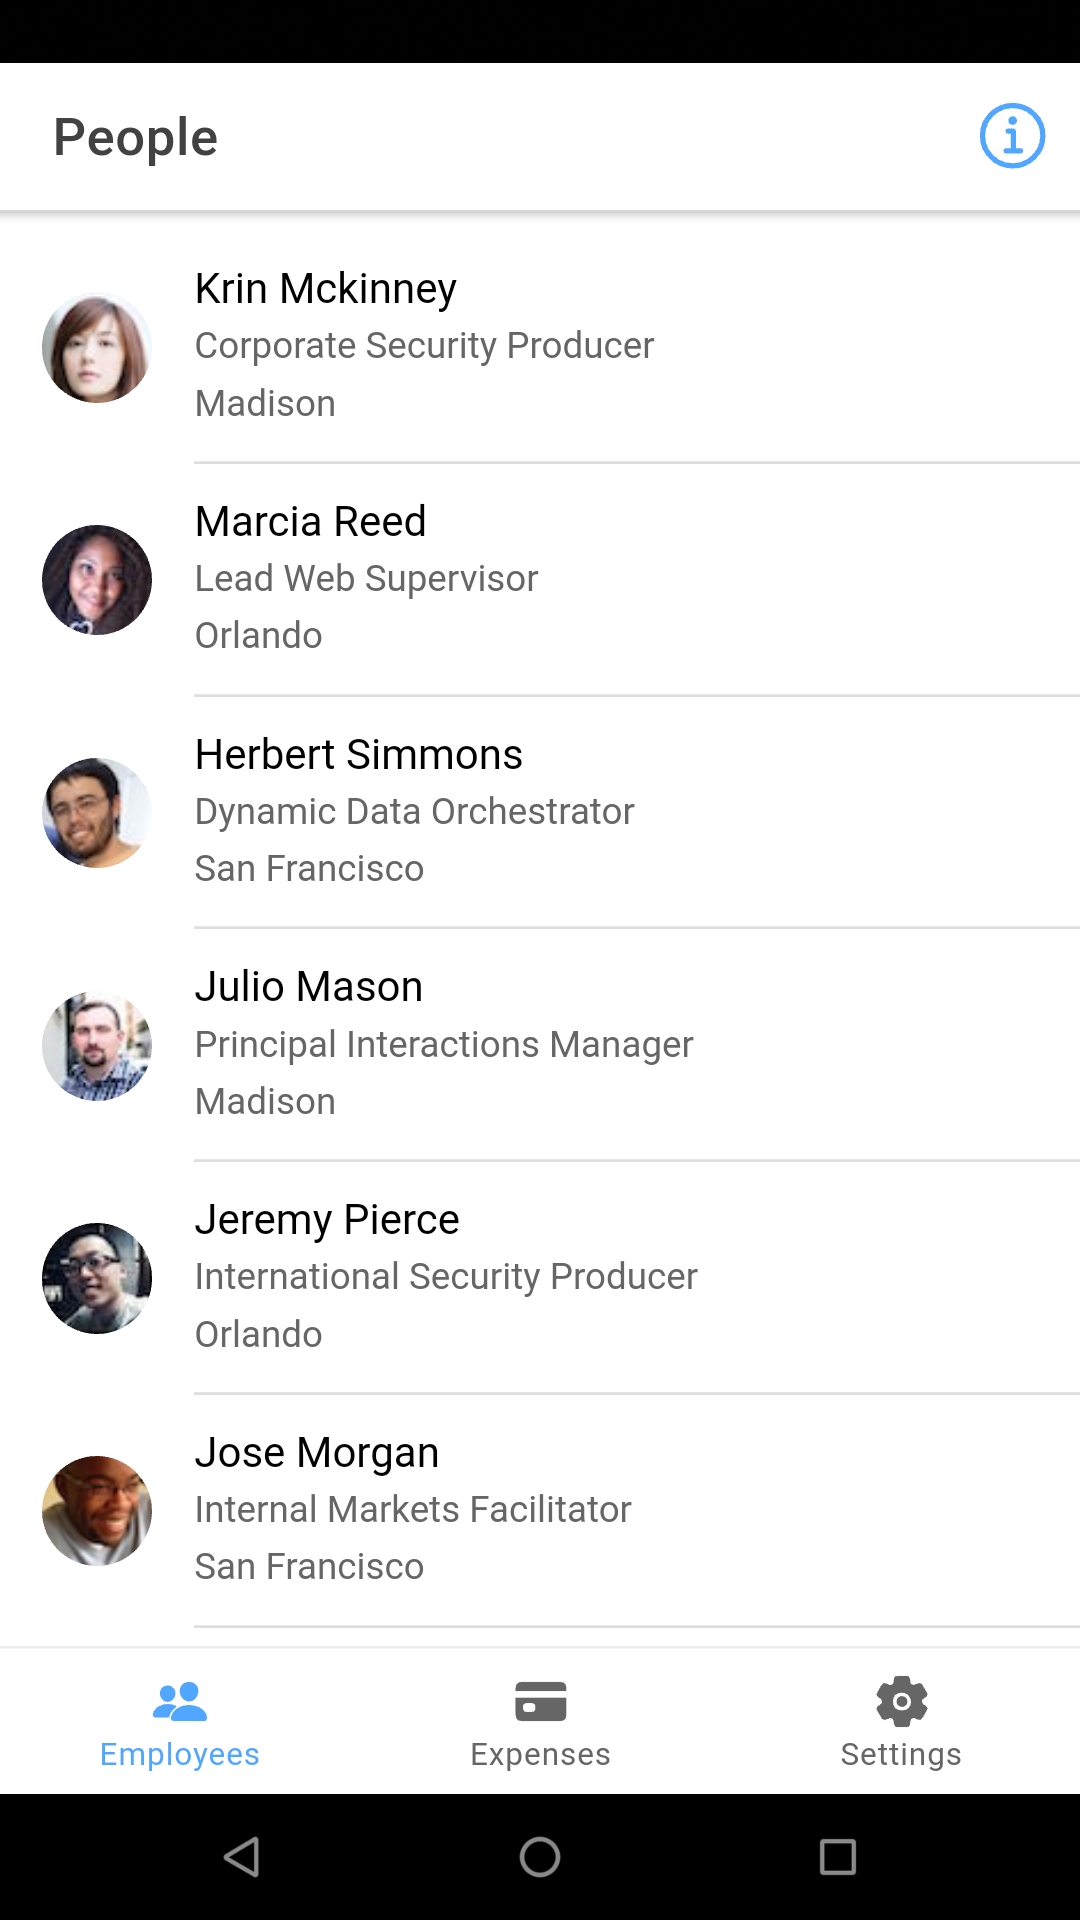 People
Krin Mckinney
Corporate Security Producer
Madison
Marcia Reed
Lead Web Supervisor
Orlando
Herbert Simmons
Dynamic Data Orchestrator
San Francisco
Julio Mason
Principal Interactions Manager
Madison
Jeremy Pierce
International Security Producer
Orlando
Jose Morgan
Internal Markets Facilitator
San Francisco
Employees
Expenses
Settings